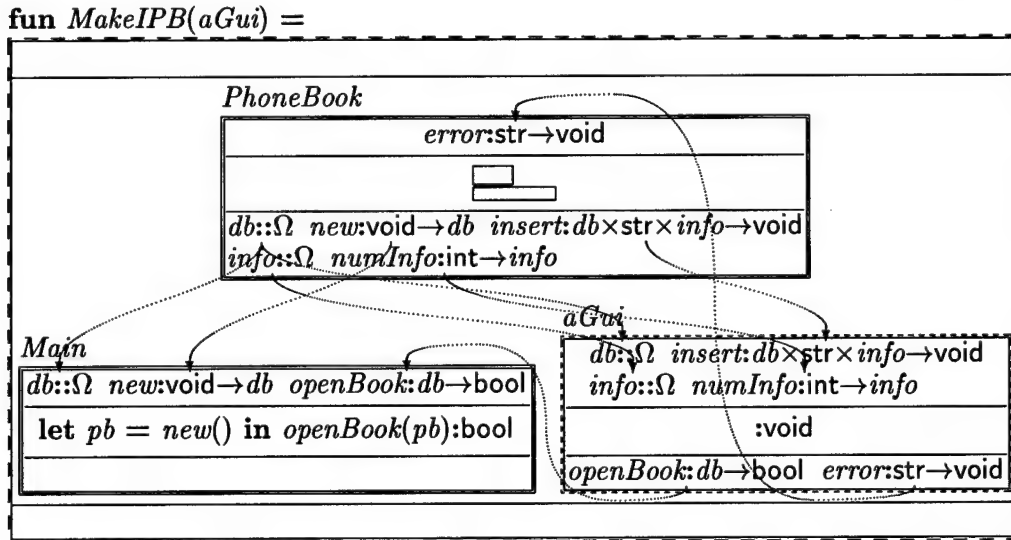 fun MakeIPB(aGui) =
PhoneBook
error:str→void
db::Ω new:void→db insert:db×str×info→void
info::Ω numInfo:int→info
Main
db::Ω new:void→db openBook:db→bool
let pb = new() in openBook(pb):bool
aGui
db::Ω insert:db×str×info→void
info::Ω numInfo:int→info
:void
openBook:db→bool error:str→void